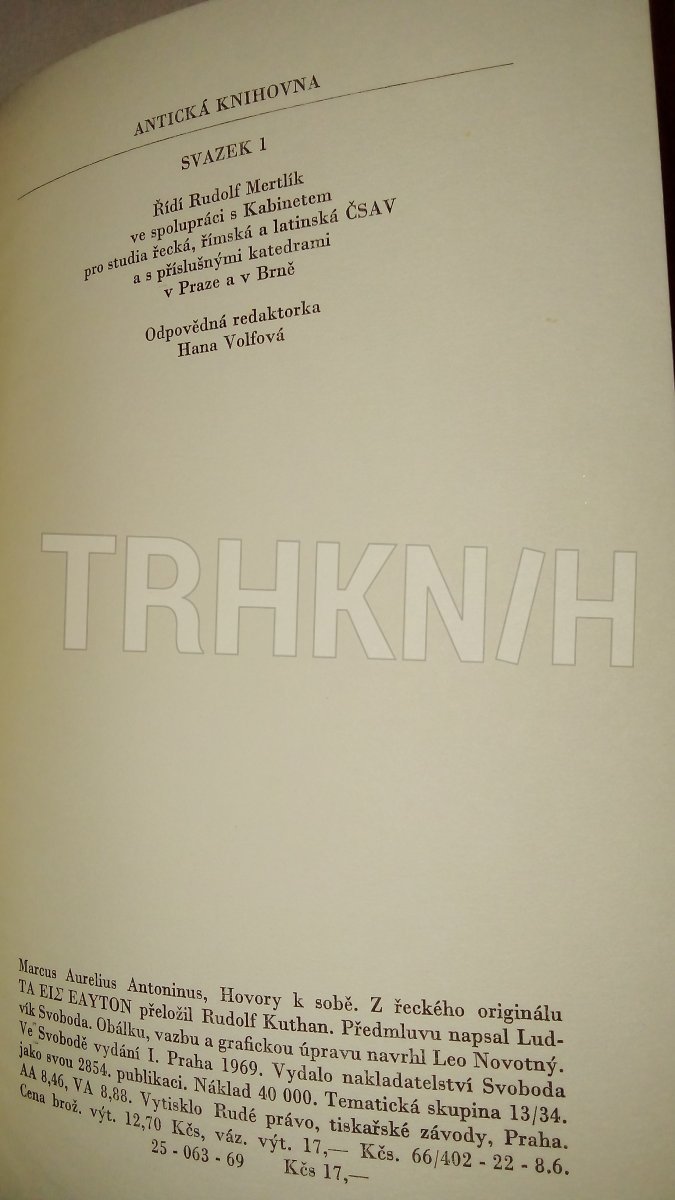 ANTICKÁ KNIHOVNA
SVAZEK 1
Řídí Rudolf Mertlík
ve spolupráci s Kabinetem
pro studia řecká, římská a latinská ČSAV
a s příslušnými katedrami
v Praze a v Brně
Odpovědná redaktorka
Hana Volfová
TRHKN/H
Marcus Aurelius Antoninus, Hovory k sobě. Z řeckého originálu
ΤΑ ΕΙΣ ΕΑΥΤΟΝ přeložil Rudolf Kuthan. Předmluvu napsal Lud-
vík Svoboda. Obálku, vazbu a grafickou úpravu navrhl Leo Novotný.
Ve Svobodě vydání I. Praha 1969. Vydalo nakladatelství Svoboda
jako svou 2854. publikaci. Náklad 40 000. Tematická skupina 13/34.
AA 8,46, VA 8,88. Vytisklo Rudé právo, tiskařské závody, Praha.
Cena brož. výt. 12,70 Kčs, váz. výt. 17,— Kčs. 66/402 - 22 - 8.6.
25 - 063 - 69 Kčs 17,—